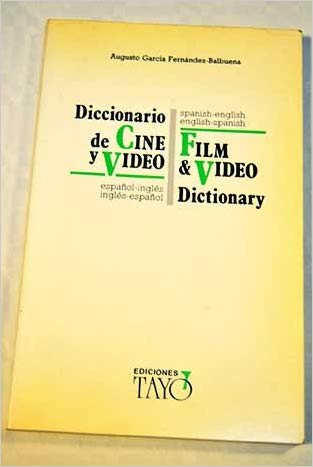 Augusto García Fernández-Balbuena
Diccionario
de CINE
y VIDEO
español-inglés
inglés-español
spanish-english
english-spanish
FILM
& VIDEO
Dictionary
EDICIONES
TAYO